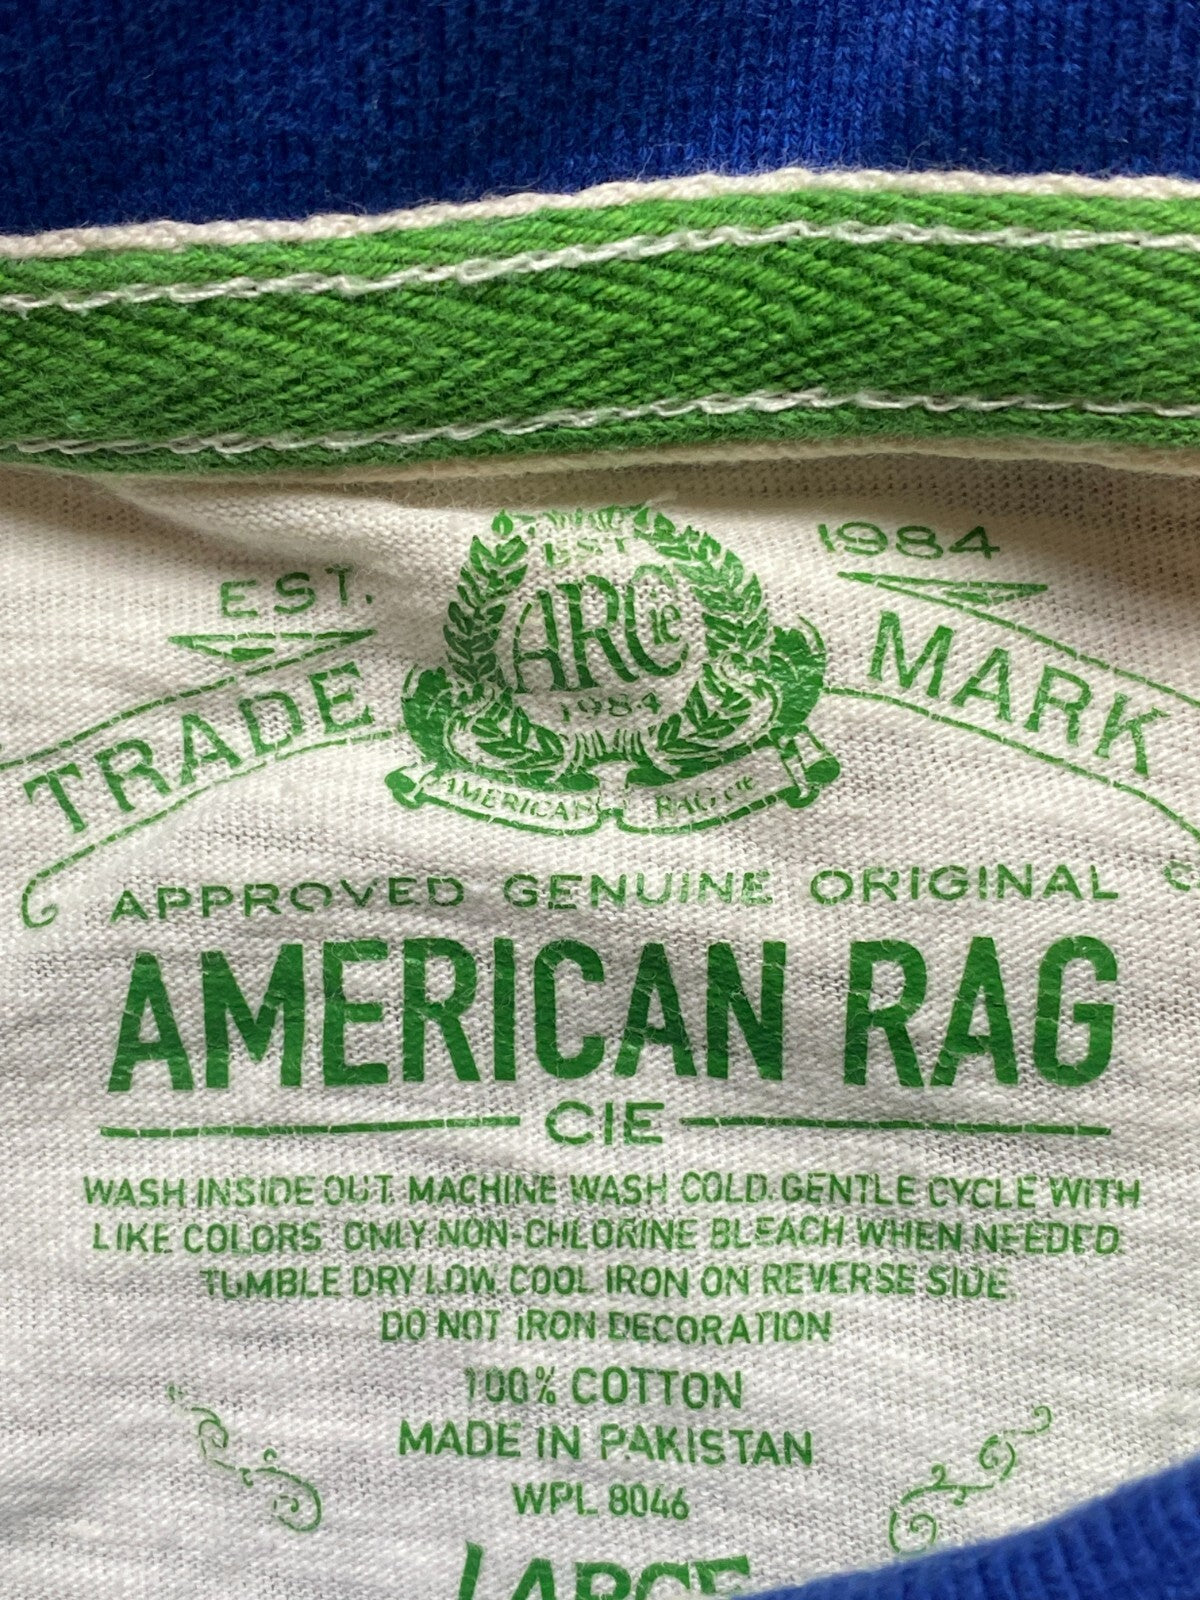 EST. 1984
TRADE MARK
EST
ARCie
1984
AMERICAN RAG CIE
APPROVED GENUINE ORIGINAL
AMERICAN RAG
CIE
WASH INSIDE OUT. MACHINE WASH COLD. GENTLE CYCLE WITH
LIKE COLORS. ONLY NON-CHLORINE BLEACH WHEN NEEDED.
TUMBLE DRY LOW. COOL IRON ON REVERSE SIDE.
DO NOT IRON DECORATION
100% COTTON
MADE IN PAKISTAN
WPL 8046
LARGE